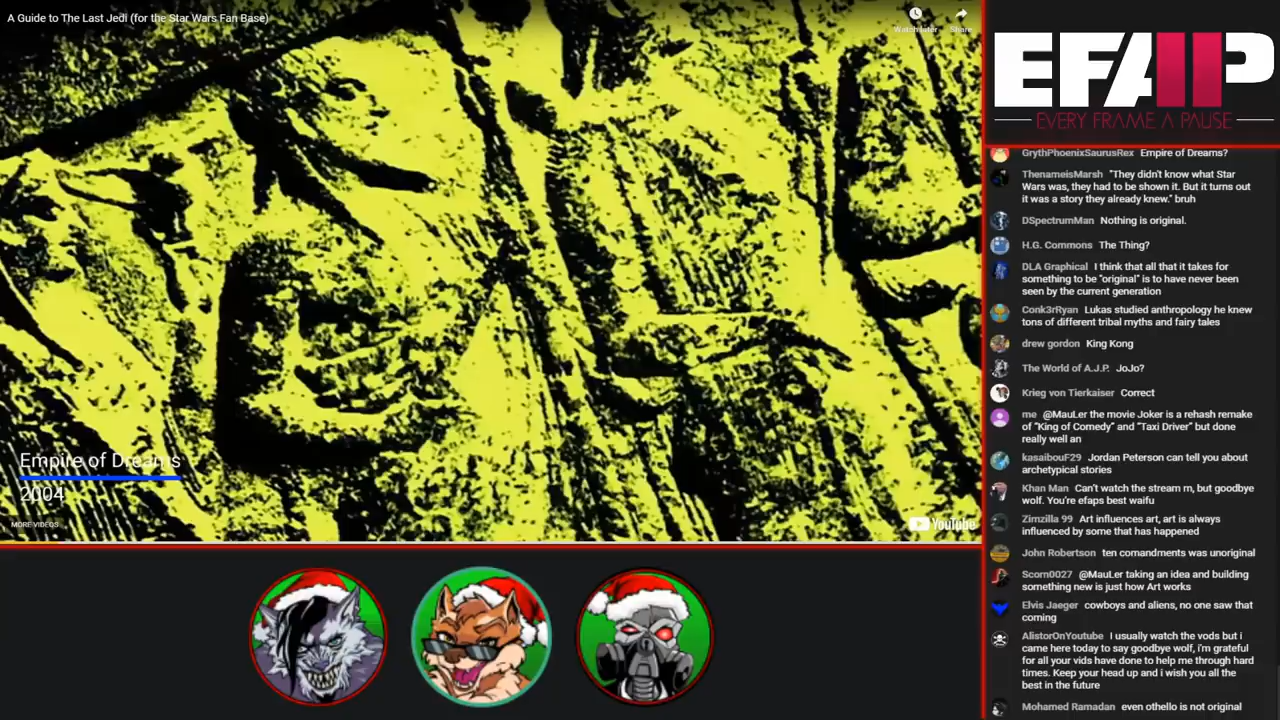 A Guide to The Last Jedi (for the Star Wars Fan Base)
Watch later
Share
Empire of Dreams
2004
MORE VIDEOS
YouTube
EFAP
EVERY FRAME A PAUSE
GrythPhoenixSaurusRex Empire of Dreams?
ThenameisMarsh "They didn't know what Star
Wars was, they had to be shown it. But it turns out
it was a story they already knew." bruh
DSpectrumMan Nothing is original.
H.G. Commons The Thing?
DLA Graphical I think that all that it takes for
something to be "original" is to have never been
seen by the current generation
Conk3rRyan Lukas studied anthropology he knew
tons of different tribal myths and fairy tales
drew gordon King Kong
The World of A.J.P. JoJo?
Krieg von Tierkaiser Correct
me @MauLer the movie Joker is a rehash remake
of "King of Comedy" and "Taxi Driver" but done
really well an
kasaibouF29 Jordan Peterson can tell you about
archetypical stories
Khan Man Can't watch the stream m, but goodbye
wolf. You're efaps best waifu
Zimzilla 99 Art influences art, art is always
influenced by some that has happened
John Robertson ten comandments was unoriginal
Scorn0027 @MauLer taking an idea and building
something new is just how Art works
Elvis Jaeger cowboys and aliens, no one saw that
coming
AlistorOnYoutube I usually watch the vods but i
came here today to say goodbye wolf, i'm grateful
for all your vids have done to help me through hard
times. Keep your head up and i wish you all the
best in the future
Mohamed Ramadan even othello is not original